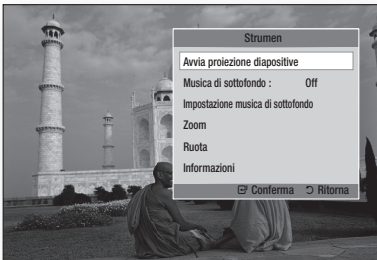 Strumen
Avvia proiezione diapositive
Musica di sottofondo : Off
Impostazione musica di sottofondo
Zoom
Ruota
Informazioni
Conferma Ritorna